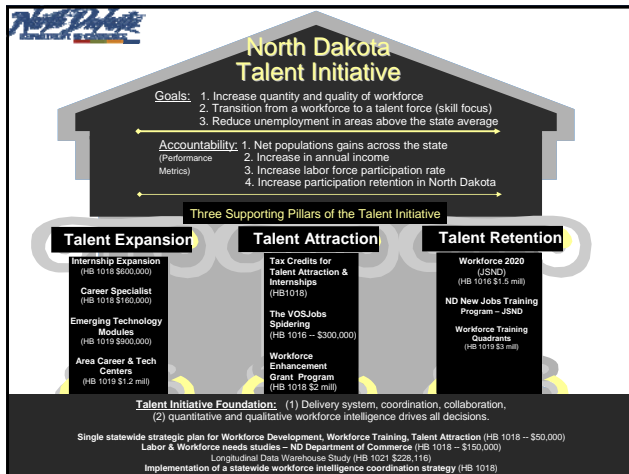 North Dakota
DEPARTMENT OF COMMERCE
North Dakota
Talent Initiative
Goals: 1. Increase quantity and quality of workforce
2. Transition from a workforce to a talent force (skill focus)
3. Reduce unemployment in areas above the state average
Accountability: 1. Net populations gains across the state
(Performance 2. Increase in annual income
Metrics) 3. Increase labor force participation rate
4. Increase participation retention in North Dakota
Three Supporting Pillars of the Talent Initiative
Talent Expansion
Internship Expansion
(HB 1018 $600,000)
Career Specialist
(HB 1018 $160,000)
Emerging Technology
Modules
(HB 1019 $900,000)
Area Career & Tech
Centers
(HB 1019 $1.2 mill)
Talent Attraction
Tax Credits for
Talent Attraction &
Internships
(HB1018)
The VOSJobs
Spidering
(HB 1016 -- $300,000)
Workforce
Enhancement
Grant Program
(HB 1018 $2 mill)
Talent Retention
Workforce 2020
(JSND)
(HB 1016 $1.5 mill)
ND New Jobs Training
Program – JSND
Workforce Training
Quadrants
(HB 1019 $3 mill)
Talent Initiative Foundation: (1) Delivery system, coordination, collaboration,
(2) quantitative and qualitative workforce intelligence drives all decisions.
Single statewide strategic plan for Workforce Development, Workforce Training, Talent Attraction (HB 1018 -- $50,000)
Labor & Workforce needs studies – ND Department of Commerce (HB 1018 -- $150,000)
Longitudinal Data Warehouse Study (HB 1021 $228,116)
Implementation of a statewide workforce intelligence coordination strategy (HB 1018)